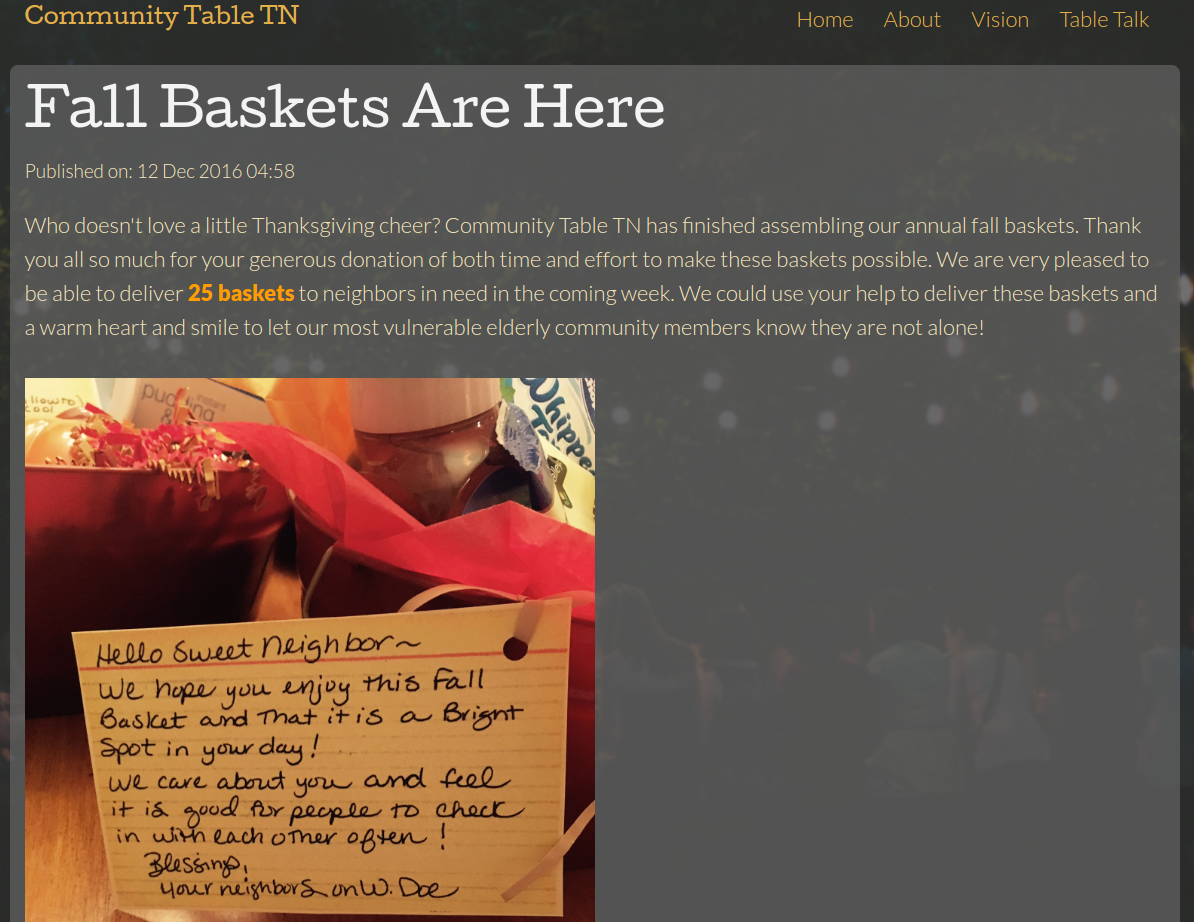 Community Table TN
Home About Vision Table Talk
Fall Baskets Are Here
Published on: 12 Dec 2016 04:58
Who doesn't love a little Thanksgiving cheer? Community Table TN has finished assembling our annual fall baskets. Thank
you all so much for your generous donation of both time and effort to make these baskets possible. We are very pleased to
be able to deliver 25 baskets to neighbors in need in the coming week. We could use your help to deliver these baskets and
a warm heart and smile to let our most vulnerable elderly community members know they are not alone!
instant
pudding
&
Whippe
Hello Sweet Neighbor~
We hope you enjoy this Fall
Basket and That it is a Bright
Spot in your day!
We care about you and feel
it is good for people to check
in with each other often!
Blessings,
your neighbors on W. Doe